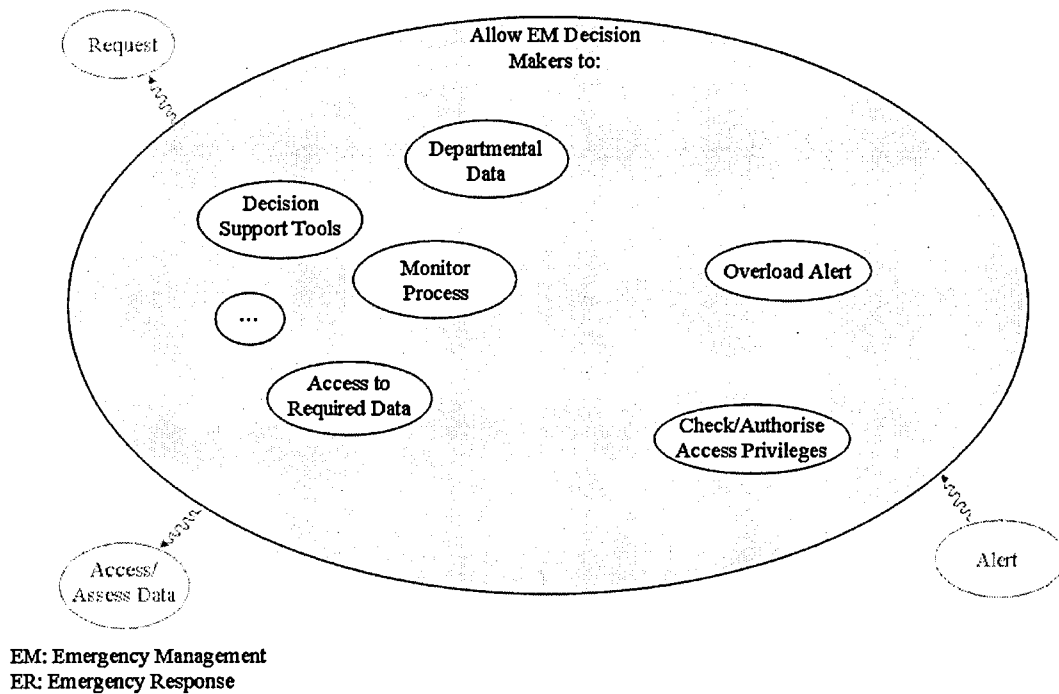 Request
Allow EM Decision
Makers to:
Departmental
Data
Decision
Support Tools
Monitor
Process
Overload Alert
...
Access to
Required Data
Check/Authorise
Access Privileges
Access/
Assess Data
Alert
EM: Emergency Management
ER: Emergency Response